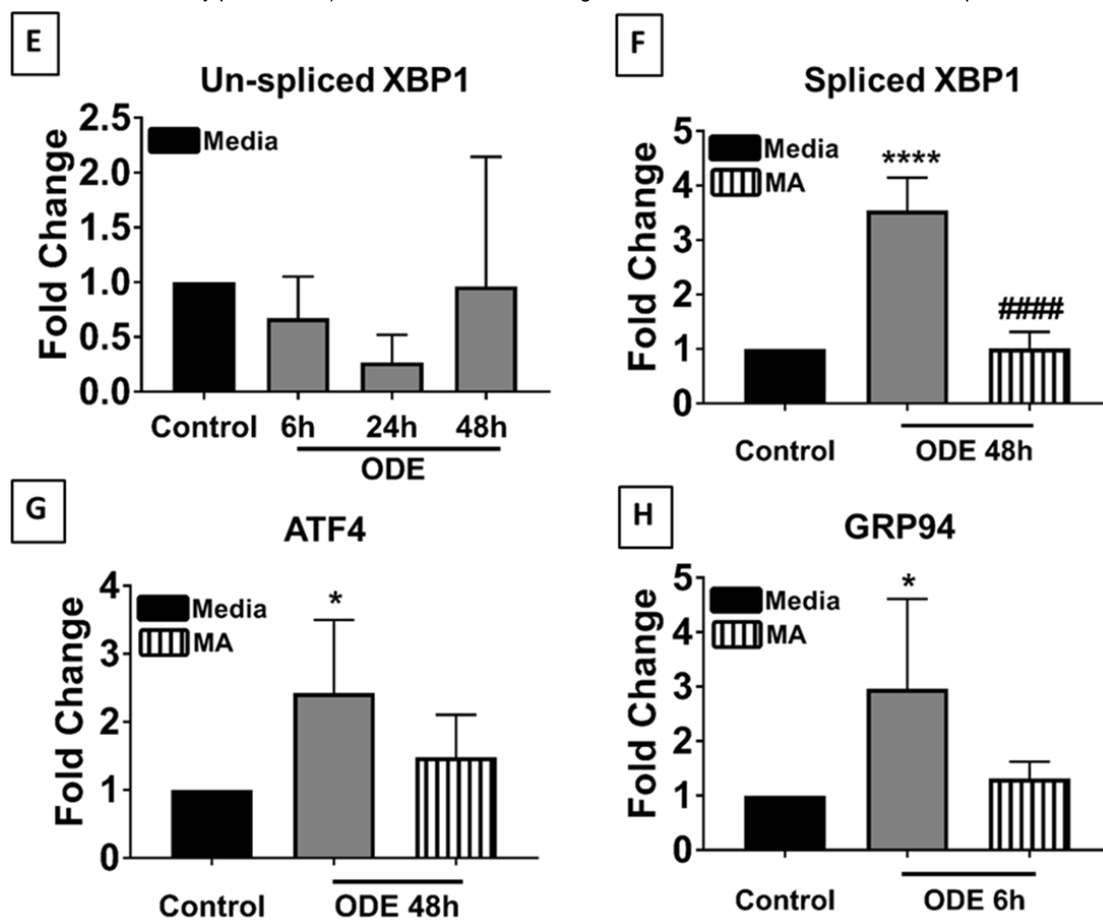 E
Un-spliced XBP1
Fold Change
2.5
2.0
1.5
1.0
0.5
0.0
Media
Control 6h 24h 48h
ODE
F
Spliced XBP1
Fold Change
5
4
3
2
1
0
Media
MA
****
####
Control ODE 48h
G
ATF4
Fold Change
4
3
2
1
0
Media
MA
*
Control ODE 48h
H
GRP94
Fold Change
5
4
3
2
1
0
Media
MA
*
Control ODE 6h